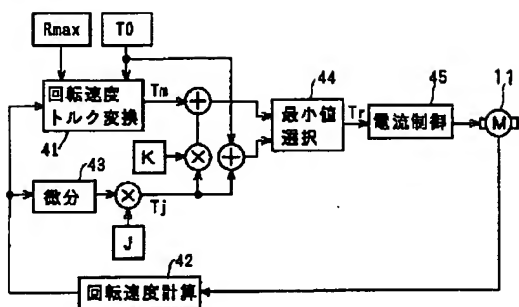 Rmax
T0
44
45
11
回転速度
トルク変換
Tm
+
最小値
選択
Tr
電流制御
M
41
K
×
+
43
微分
×
Tj
J
42
回転速度計算